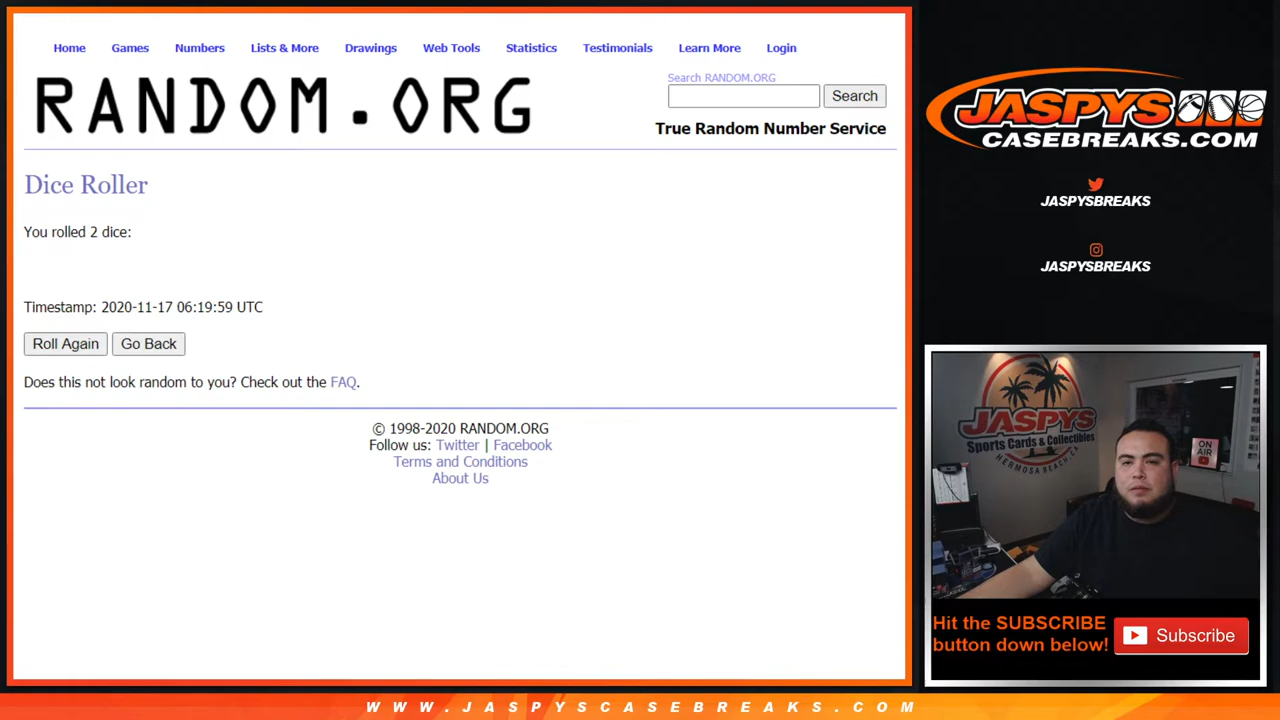 Home Games Numbers Lists & More Drawings Web Tools Statistics Testimonials Learn More Login
RANDOM.ORG
Search RANDOM.ORG
Search
True Random Number Service
Dice Roller
You rolled 2 dice:
Timestamp: 2020-11-17 06:19:59 UTC
Roll Again Go Back
Does this not look random to you? Check out the FAQ.
© 1998-2020 RANDOM.ORG
Follow us: Twitter | Facebook
Terms and Conditions
About Us
JASPYS
CASEBREAKS.COM
JASPYSBREAKS
JASPYSBREAKS
JASPYS
Sports Cards & Collectibles
HERMOSA BEACH, CA
ON
AIR
Hit the SUBSCRIBE
button down below!
Subscribe
WWW.JASPYSCASEBREAKS.COM